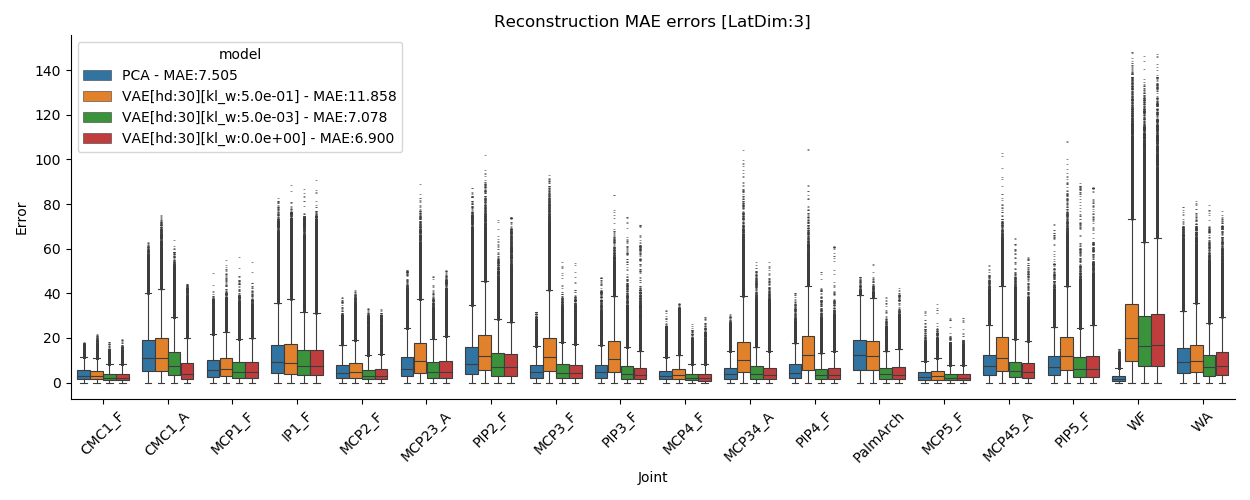 Reconstruction MAE errors [LatDim:3]
model
PCA - MAE:7.505
VAE[hd:30][kl_w:5.0e-01] - MAE:11.858
VAE[hd:30][kl_w:5.0e-03] - MAE:7.078
VAE[hd:30][kl_w:0.0e+00] - MAE:6.900
Error
140
120
100
80
60
40
20
0
CMC1_F
CMC1_A
MCP1_F
IP1_F
MCP2_F
MCP23_A
PIP2_F
MCP3_F
PIP3_F
MCP4_F
MCP34_A
PIP4_F
PalmArch
MCP5_F
MCP45_A
PIP5_F
WF
WA
Joint